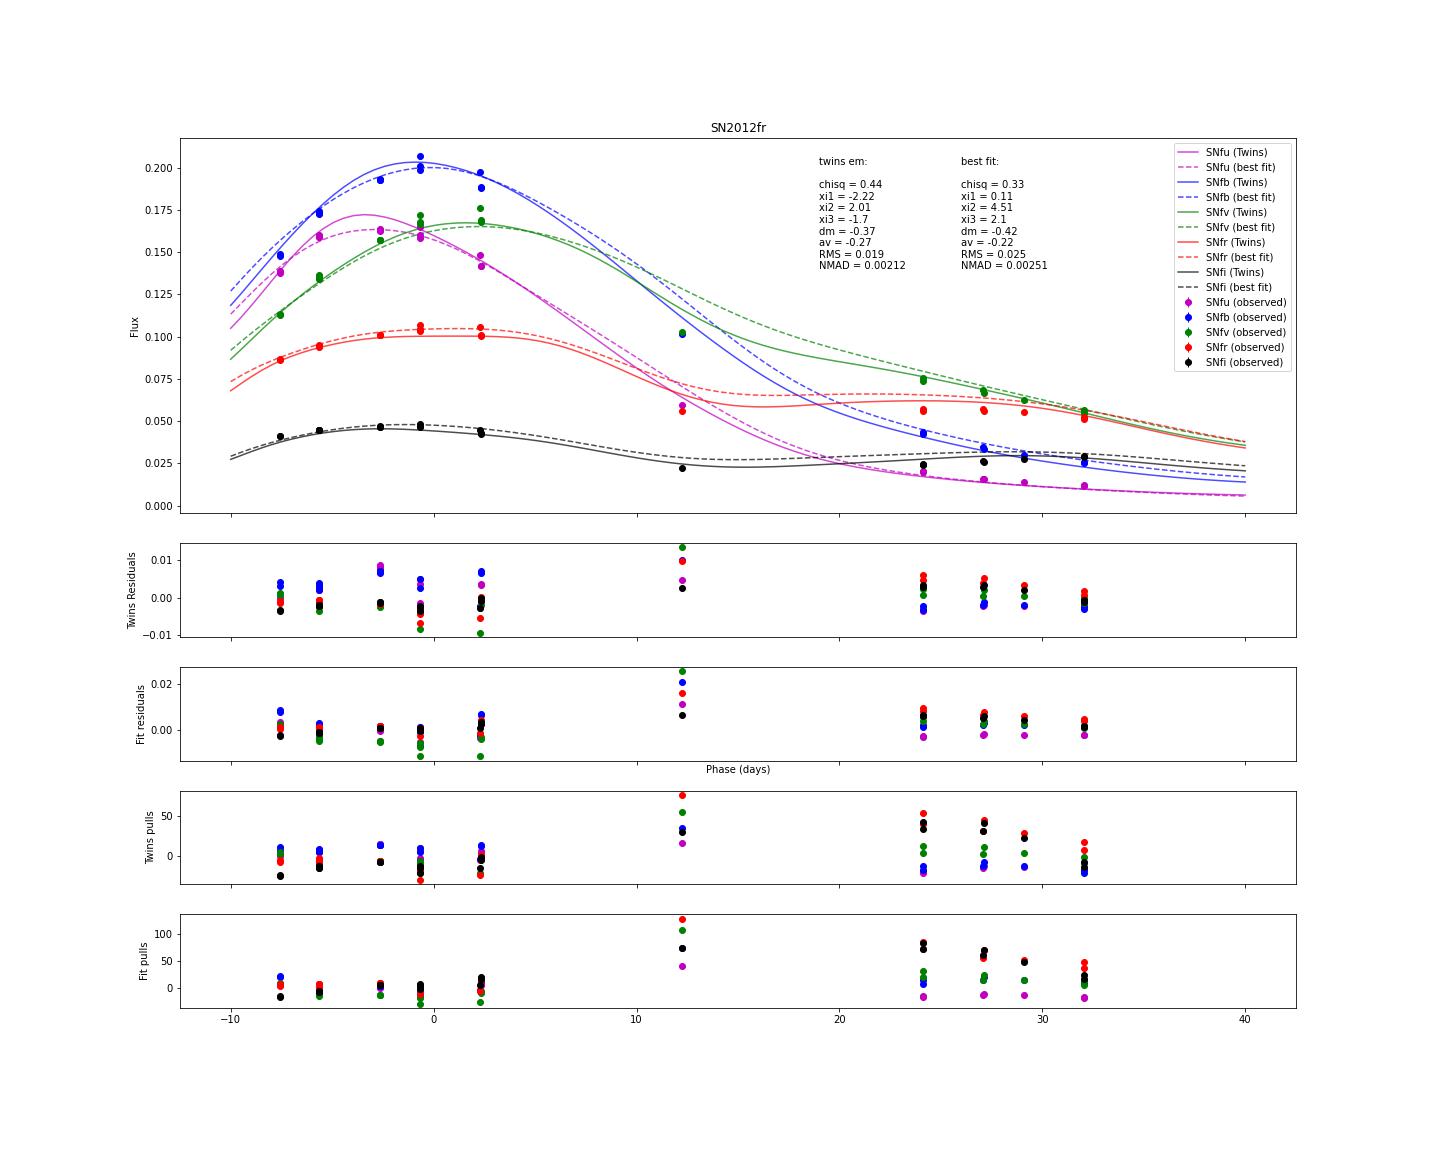 SN2012fr
Flux
0.200
0.175
0.150
0.125
0.100
0.075
0.050
0.025
0.000
twins em:
chisq = 0.44
xi1 = -2.22
xi2 = 2.01
xi3 = -1.7
dm = -0.37
av = -0.27
RMS = 0.019
NMAD = 0.00212
best fit:
chisq = 0.33
xi1 = 0.11
xi2 = 4.51
xi3 = 2.1
dm = -0.42
av = -0.22
RMS = 0.025
NMAD = 0.00251
SNfu (Twins)
SNfu (best fit)
SNfb (Twins)
SNfb (best fit)
SNfv (Twins)
SNfv (best fit)
SNfr (Twins)
SNfr (best fit)
SNfi (Twins)
SNfi (best fit)
SNfu (observed)
SNfb (observed)
SNfv (observed)
SNfr (observed)
SNfi (observed)
Twins Residuals
0.01
0.00
−0.01
Fit residuals
0.02
0.00
Phase (days)
Twins pulls
50
0
Fit pulls
100
50
0
−10 0 10 20 30 40